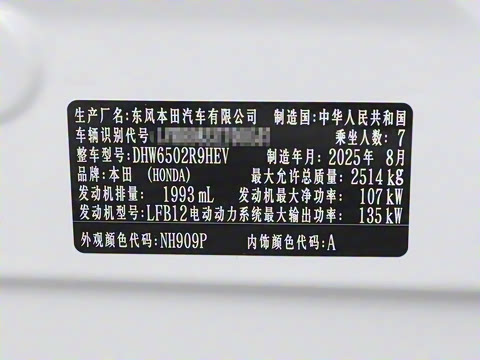 生产厂名:东风本田汽车有限公司 制造国:中华人民共和国
车辆识别代号: 乘坐人数: 7
整车型号:DHW6502R9HEV 制造年月: 2025年 8月
品牌:本田 (HONDA) 最大允许总质量: 2514 kg
发动机排量: 1993 mL 发动机最大净功率: 107 kW
发动机型号:LFB12 电动动力系统最大输出功率: 135 kW
外观颜色代码:NH909P 内饰颜色代码:A